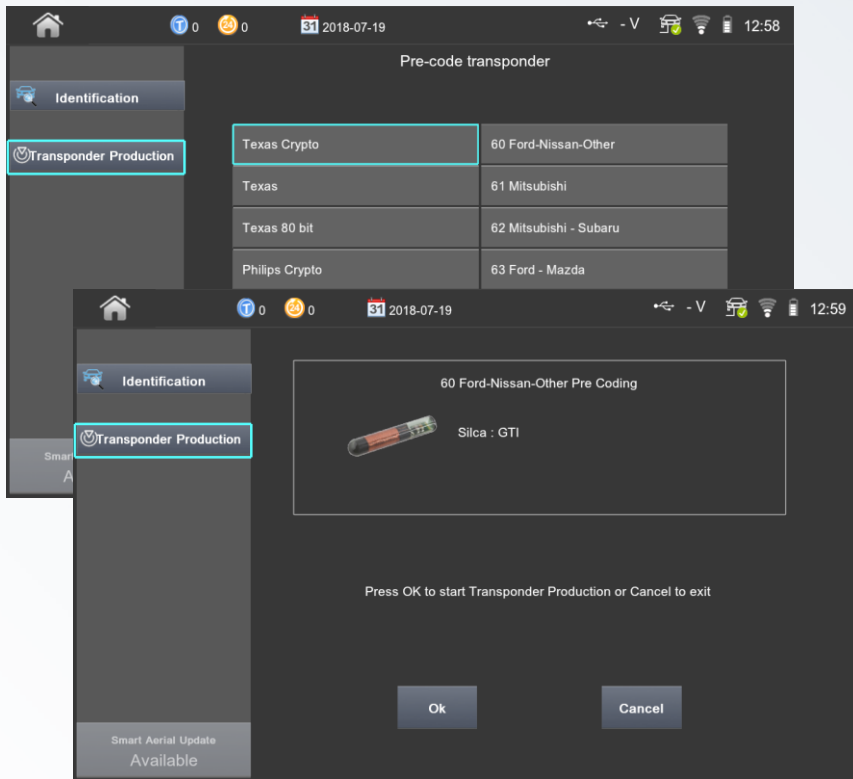 0 0 31 2018-07-19 - V 12:58
Pre-code transponder
Identification
Transponder Production
Texas Crypto 60 Ford-Nissan-Other
Texas 61 Mitsubishi
Texas 80 bit 62 Mitsubishi - Subaru
Philips Crypto 63 Ford - Mazda
Smar
A
0 0 31 2018-07-19 - V 12:59
Identification
Transponder Production
60 Ford-Nissan-Other Pre Coding
Silca : GTI
Press OK to start Transponder Production or Cancel to exit
Ok Cancel
Smart Aerial Update
Available